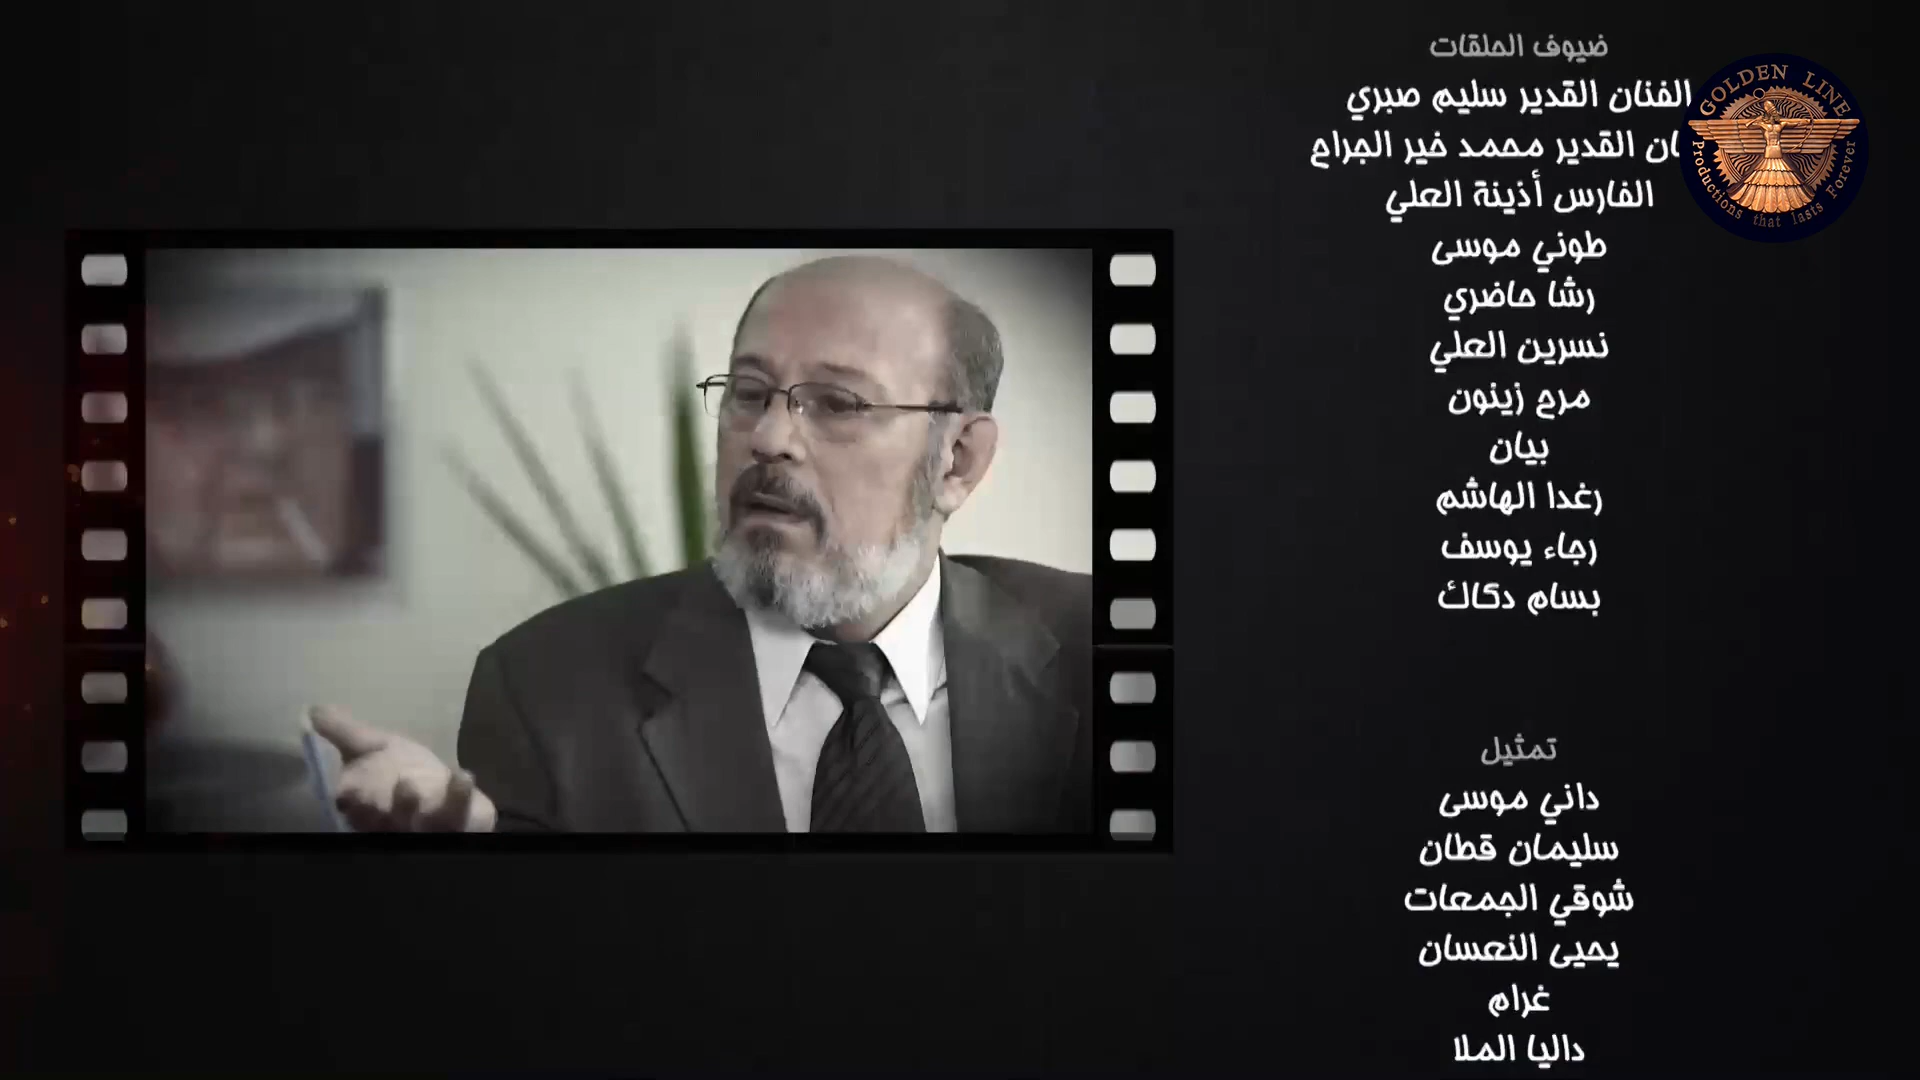 ضيوف الحلقات
الفنان القدير سليم صبري
القدير محمد خير الجراح
الفارس أذينة العلي
طوني موسى
رشا حاضري
نسرين العلي
مرح زينون
بيان
رغدا الهاشم
رجاء يوسف
بسام دكاك
تمثيل
داني موسى
سليمان قطان
شوقي الجمعات
يحيى النعسان
غرام
داليا الملا
GOLDEN LINE
Productions that lasts Forever